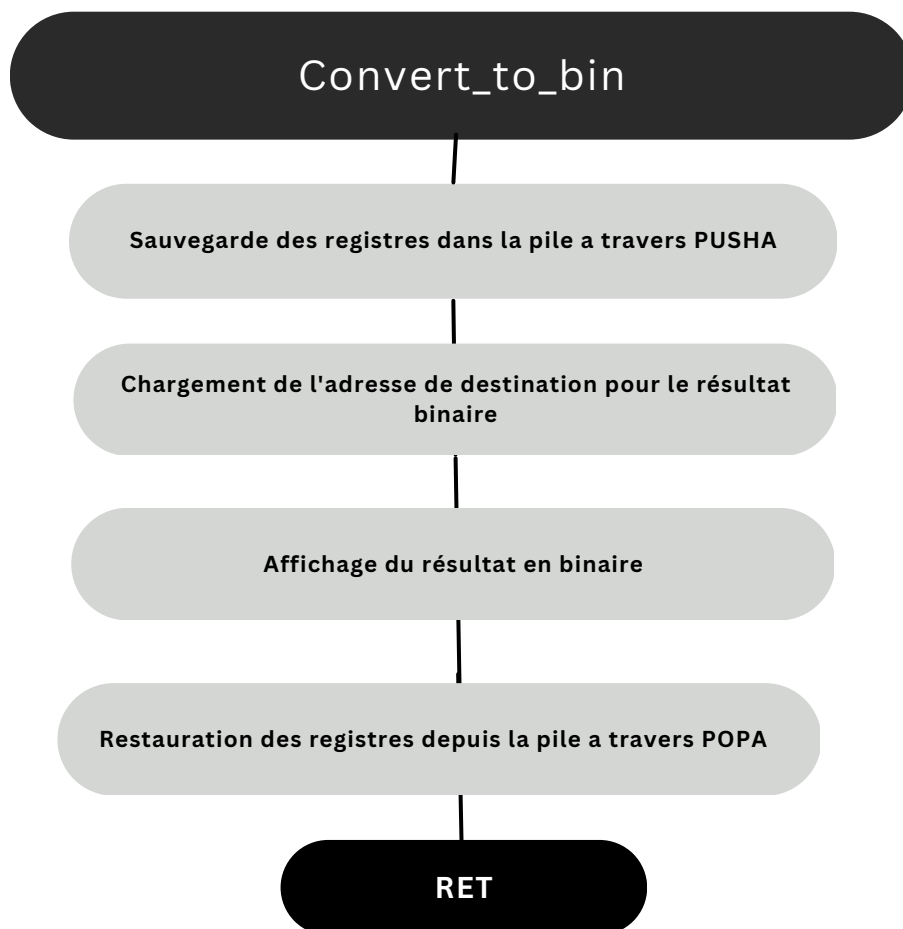 Convert_to_bin
Sauvegarde des registres dans la pile a travers PUSHA
Chargement de l'adresse de destination pour le résultat
binaire
Affichage du résultat en binaire
Restauration des registres depuis la pile a travers POPA
RET